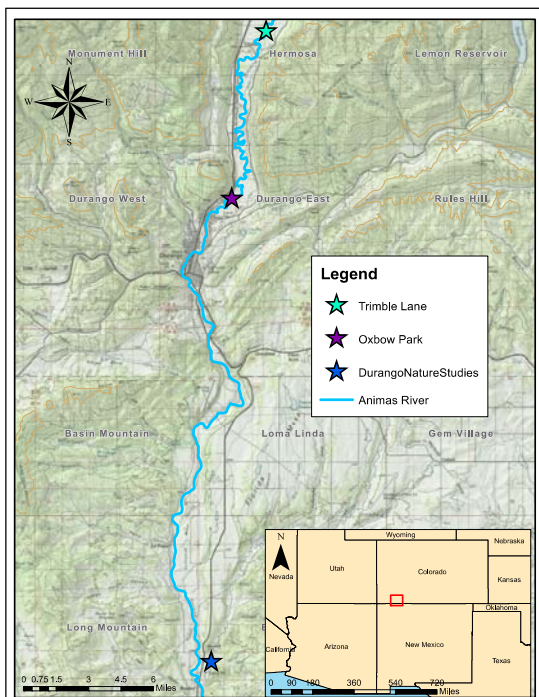 Monument Hill
Hermosa
Lemon Reservoir
N
W
E
S
Durango West
Durango East
Rules Hill
Legend
Trimble Lane
Oxbow Park
DurangoNatureStudies
Animas River
Basin Mountain
Loma Linda
Gem Village
Long Mountain
0 0.75 1.5 3 4.5 6
Miles
N
Wyoming
Nebraska
Nevada
Utah
Colorado
Kansas
Oklahoma
California
Arizona
New Mexico
Texas
0 90 180 360 540 720
Miles